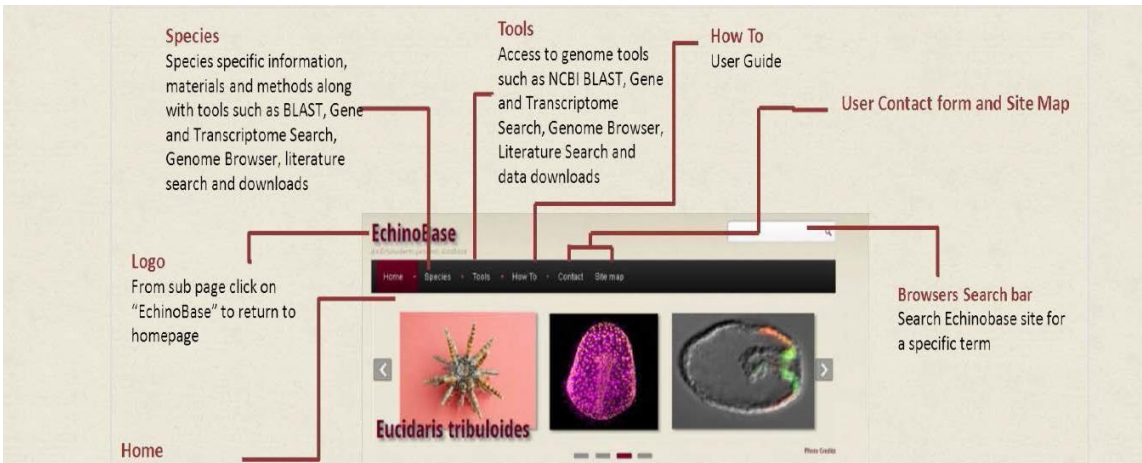 Species
Species specific information,
materials and methods along
with tools such as BLAST, Gene
and Transcriptome Search,
Genome Browser, literature
search and downloads
Tools
Access to genome tools
such as NCBI BLAST, Gene
and Transcriptome
Search, Genome Browser,
Literature Search and
data downloads
How To
User Guide
User Contact form and Site Map
Logo
From sub page click on
"EchinoBase" to return to
homepage
EchinoBase
Home Species Tools How To Contact Site map
Browsers Search bar
Search Echinobase site for
a specific term
Eucidaris tribuloides
Photo Credits
Home